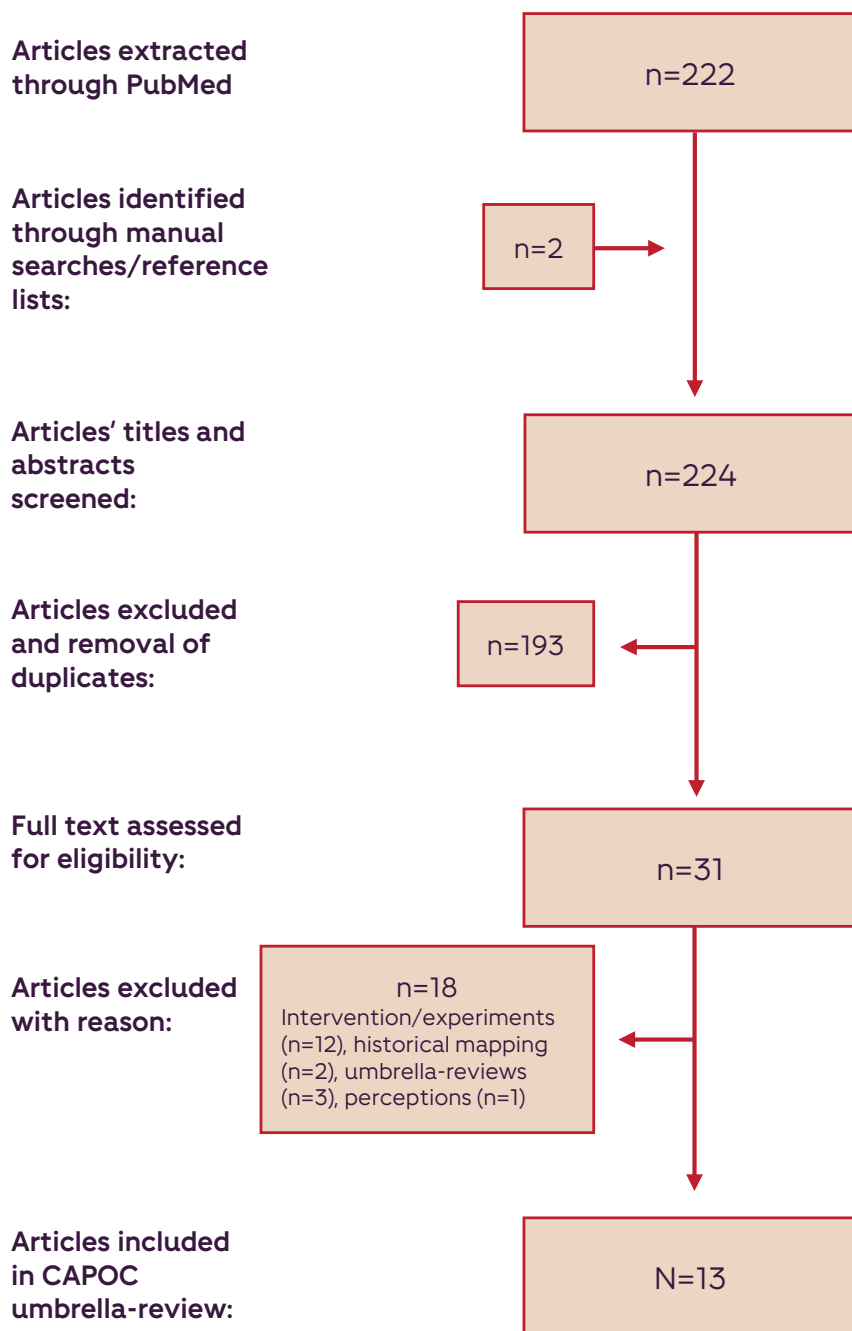 Articles extracted
through PubMed
n=222
Articles identified
through manual
searches/reference
lists:
n=2
Articles’ titles and
abstracts
screened:
n=224
Articles excluded
and removal of
duplicates:
n=193
Full text assessed
for eligibility:
n=31
Articles excluded
with reason:
n=18
Intervention/experiments
(n=12), historical mapping
(n=2), umbrella-reviews
(n=3), perceptions (n=1)
Articles included
in CAPOC
umbrella-review:
N=13